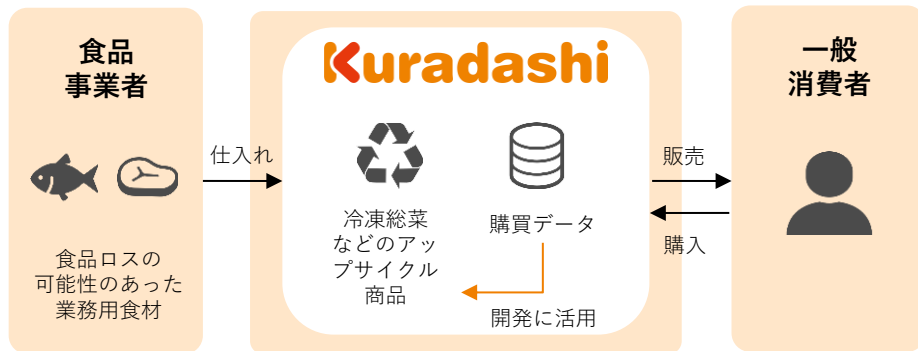 食品
事業者
食品ロスの
可能性のあった
業務用食材
仕入れ
Kuradashi
冷凍総菜
などのアッ
プサイクル
商品
購買データ
開発に活用
販売
購入
一般
消費者